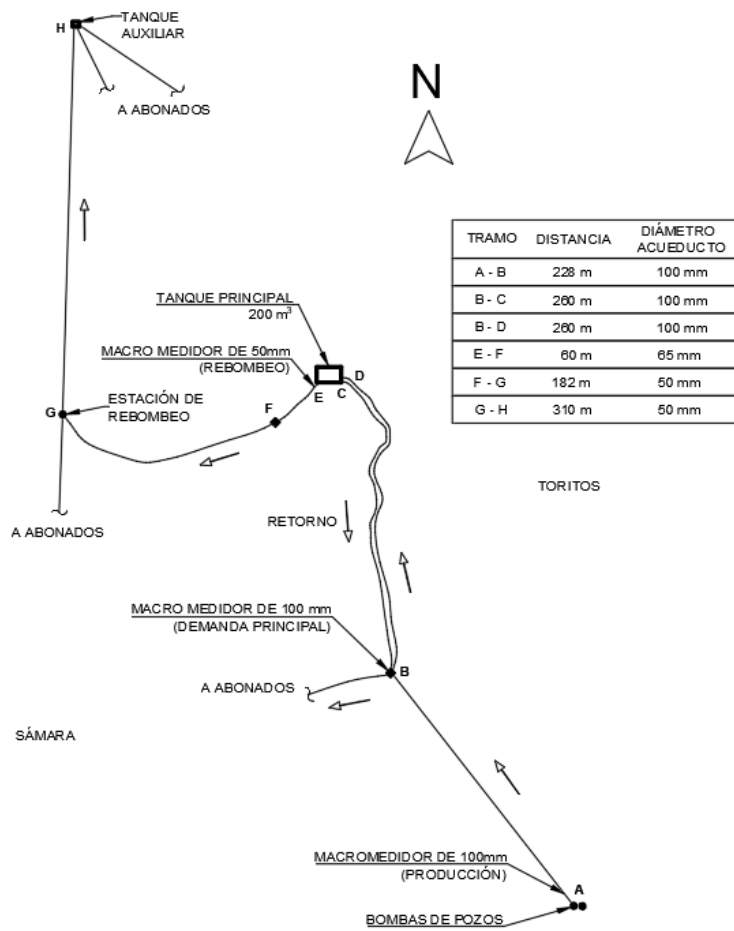 H
TANQUE
AUXILIAR
A ABONADOS
N
TRAMO DISTANCIA DIÁMETRO ACUEDUCTO
A - B 228 m 100 mm
B - C 260 m 100 mm
B - D 260 m 100 mm
E - F 60 m 65 mm
F - G 182 m 50 mm
G - H 310 m 50 mm
TANQUE PRINCIPAL
200 m³
MACRO MEDIDOR DE 50mm
(REBOMBEO)
D
E
C
G
ESTACIÓN DE
REBOMBEO
F
A ABONADOS
RETORNO
TORITOS
MACRO MEDIDOR DE 100 mm
(DEMANDA PRINCIPAL)
B
A ABONADOS
SÁMARA
MACROMEDIDOR DE 100mm
(PRODUCCIÓN)
A
BOMBAS DE POZOS